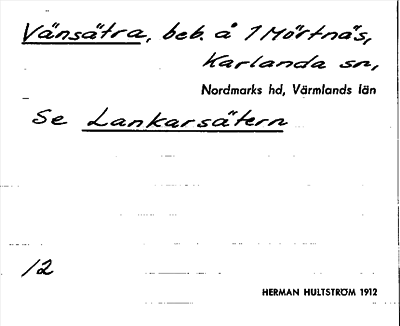 Vänsätra, beb. å 1 Mörtnäs,
Karlanda sn,
Nordmarks hd, Värmlands län
Se Lankarsätern
12
HERMAN HULTSTRÖM 1912